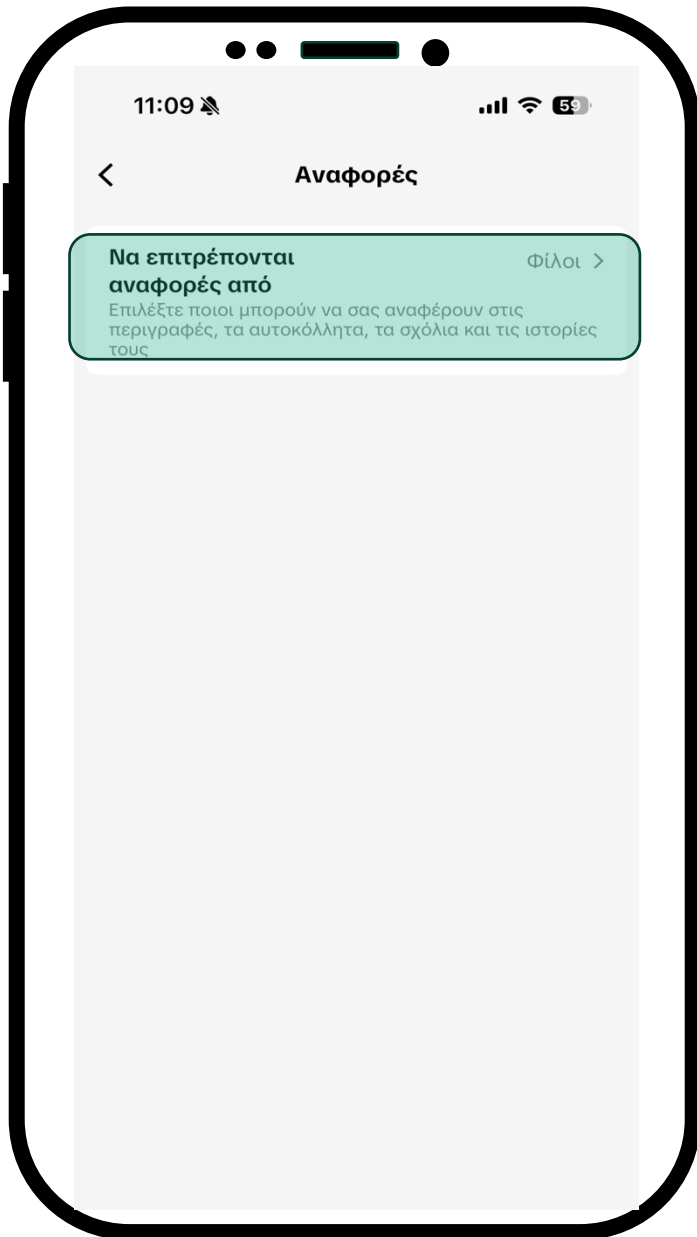 11:09
59
Αναφορές
Να επιτρέπονται
αναφορές από
Φίλοι
Επιλέξτε ποιοι μπορούν να σας αναφέρουν στις
περιγραφές, τα αυτοκόλλητα, τα σχόλια και τις ιστορίες
τους